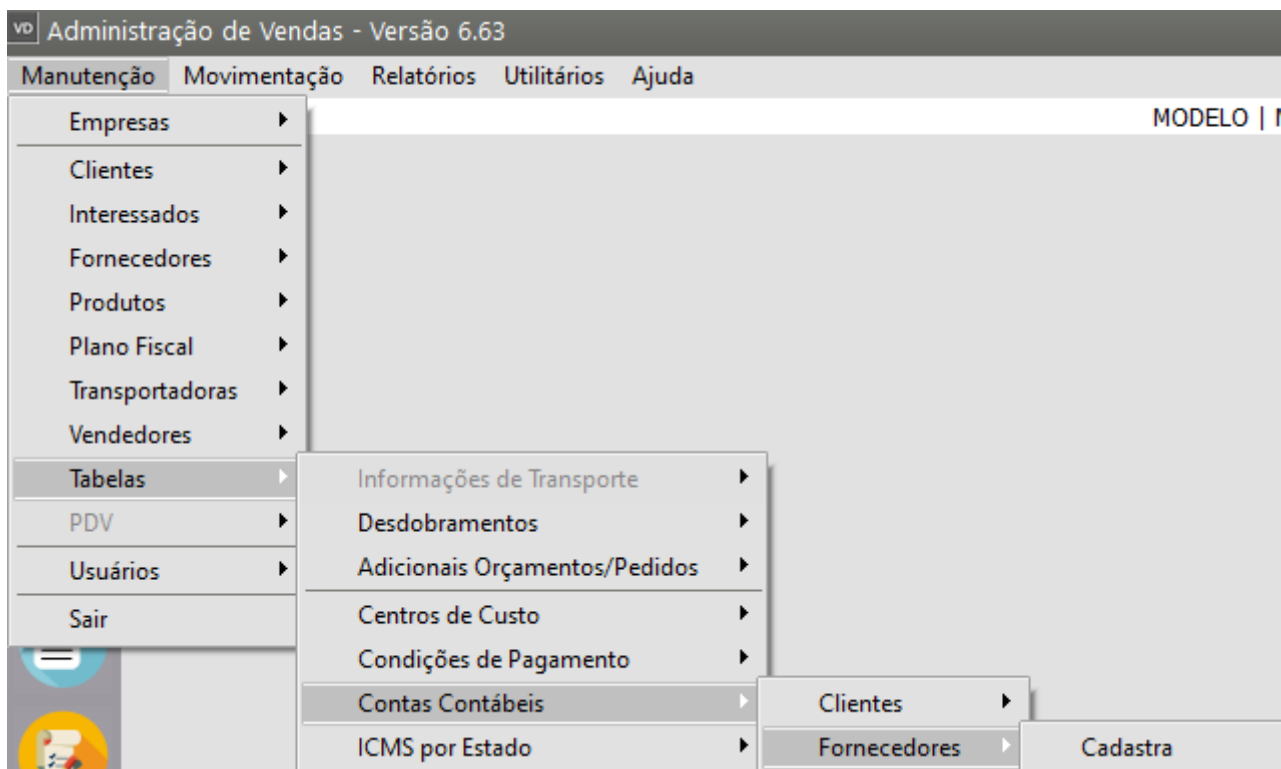 VD Administração de Vendas - Versão 6.63
Manutenção Movimentação Relatórios Utilitários Ajuda
Empresas
MODELO |
Clientes
Interessados
Fornecedores
Produtos
Plano Fiscal
Transportadoras
Vendedores
Tabelas
PDV
Usuários
Sair
Informações de Transporte
Desdobramentos
Adicionais Orçamentos/Pedidos
Centros de Custo
Condições de Pagamento
Contas Contábeis
ICMS por Estado
Clientes
Fornecedores
Cadastra